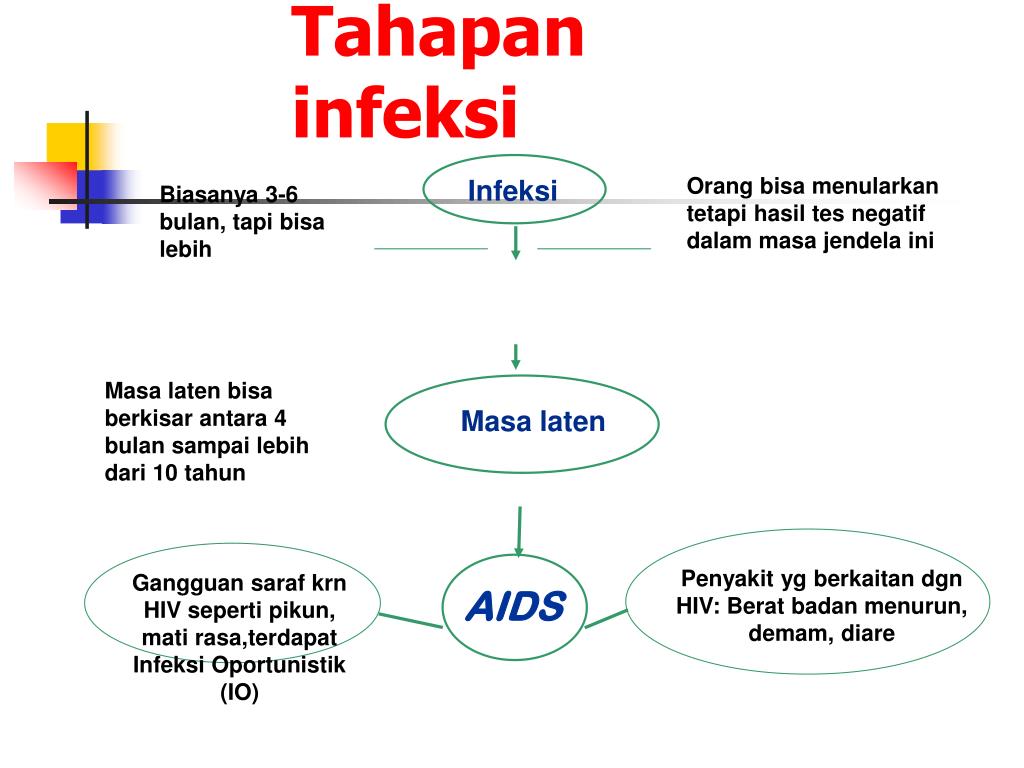 Tahapan
infeksi
Infeksi
Biasanya 3-6
bulan, tapi bisa
lebih
Orang bisa menularkan
tetapi hasil tes negatif
dalam masa jendela ini
Masa laten bisa
berkisar antara 4
bulan sampai lebih
dari 10 tahun
Masa laten
Gangguan saraf krn
HIV seperti pikun,
mati rasa,terdapat
Infeksi Oportunistik
(IO)
AIDS
Penyakit yg berkaitan dgn
HIV: Berat badan menurun,
demam, diare